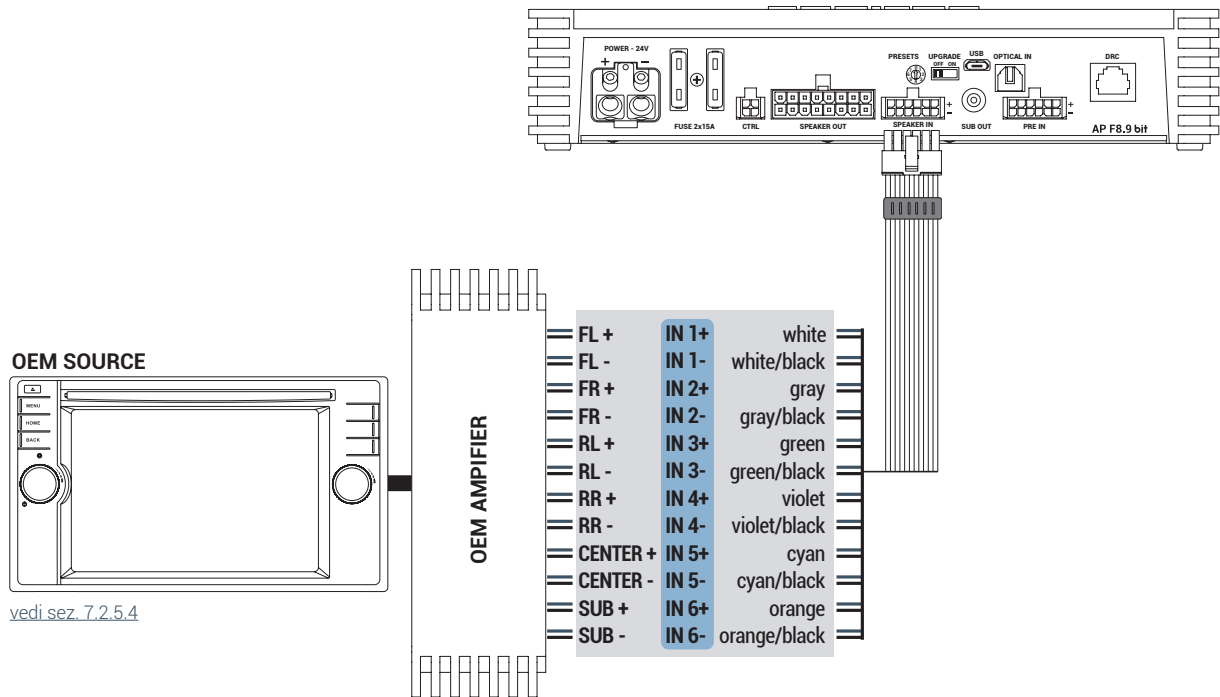 POWER - 24V
+ -
FUSE 2x15A
CTRL
SPEAKER OUT
PRESETS
UPGRADE
OFF ON
USB
OPTICAL IN
DRC
+
-
SPEAKER IN
SUB OUT
+
-
PRE IN
AP F8.9 bit
OEM SOURCE
MENU
HOME
BACK
vedi sez. 7.2.5.4
OEM AMPIFIER
FL + IN 1+ white
FL - IN 1- white/black
FR + IN 2+ gray
FR - IN 2- gray/black
RL + IN 3+ green
RL - IN 3- green/black
RR + IN 4+ violet
RR - IN 4- violet/black
CENTER + IN 5+ cyan
CENTER - IN 5- cyan/black
SUB + IN 6+ orange
SUB - IN 6- orange/black